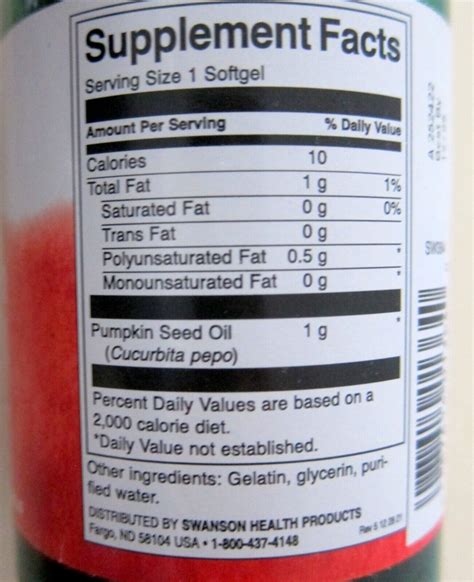 Supplement Facts
Serving Size 1 Softgel
Amount Per Serving % Daily Value
Calories 10
Total Fat 1 g 1%
Saturated Fat 0 g 0%
Trans Fat 0 g
Polyunsaturated Fat 0.5 g *
Monounsaturated Fat 0 g *
Pumpkin Seed Oil 1 g *
(Cucurbita pepo)
Percent Daily Values are based on a
2,000 calorie diet.
*Daily Value not established.
Other ingredients: Gelatin, glycerin, puri-
fied water.
DISTRIBUTED BY SWANSON HEALTH PRODUCTS
Fargo, ND 58104 USA • 1-800-437-4148
A 252422
Best By